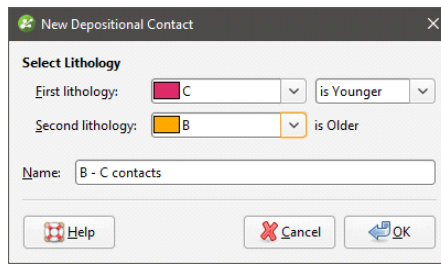 New Depositional Contact
Select Lithology
First lithology: C is Younger
Second lithology: B is Older
Name: B - C contacts
Help Cancel OK